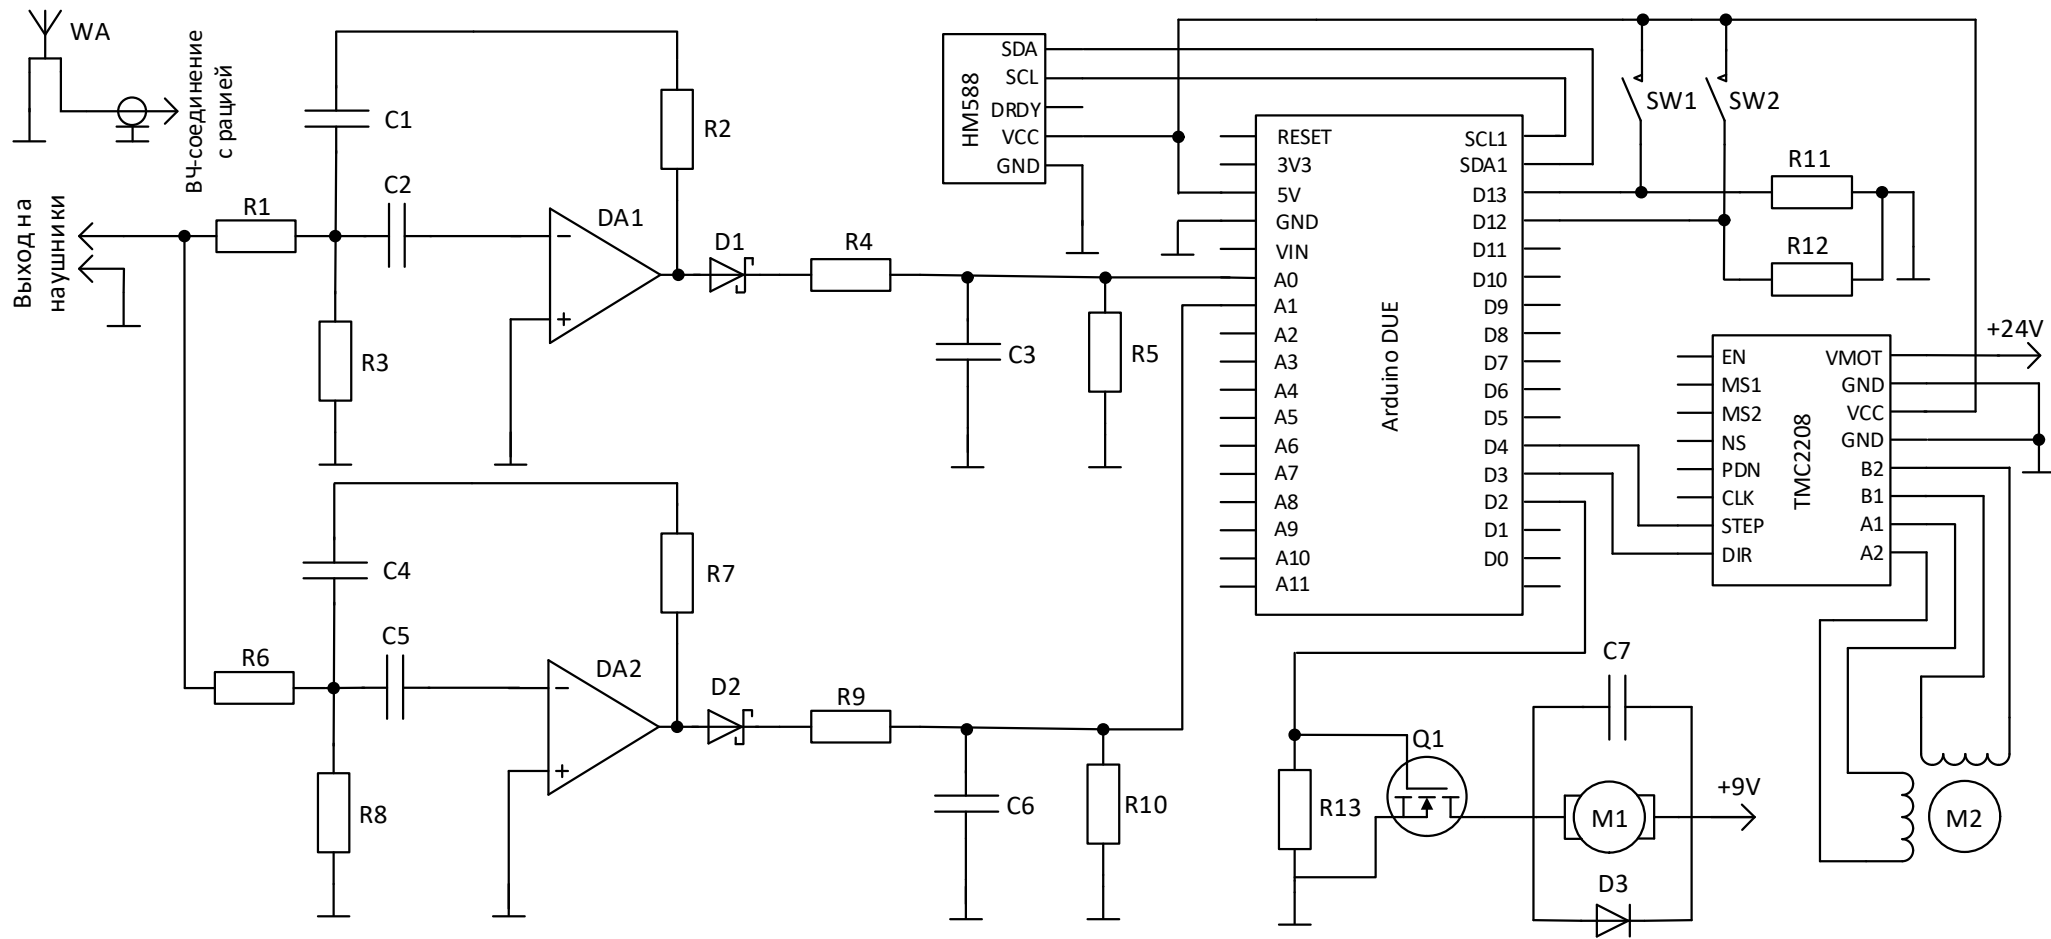 WA
ВЧ-соединение
с рацией
Выход на
наушники
R1
C1
C2
R2
R3
DA1
−
+
D1
R4
C3
R5
R6
C4
C5
R7
R8
DA2
−
+
D2
R9
C6
R10
HM588
SDA
SCL
DRDY
VCC
GND
Arduino DUE
RESET
3V3
5V
GND
VIN
A0
A1
A2
A3
A4
A5
A6
A7
A8
A9
A10
A11
SCL1
SDA1
D13
D12
D11
D10
D9
D8
D7
D6
D5
D4
D3
D2
D1
D0
SW1
SW2
R11
R12
TMC2208
EN
MS1
MS2
NS
PDN
CLK
STEP
DIR
VMOT
GND
VCC
GND
B2
B1
A1
A2
+24V
R13
Q1
C7
M1
D3
+9V
M2